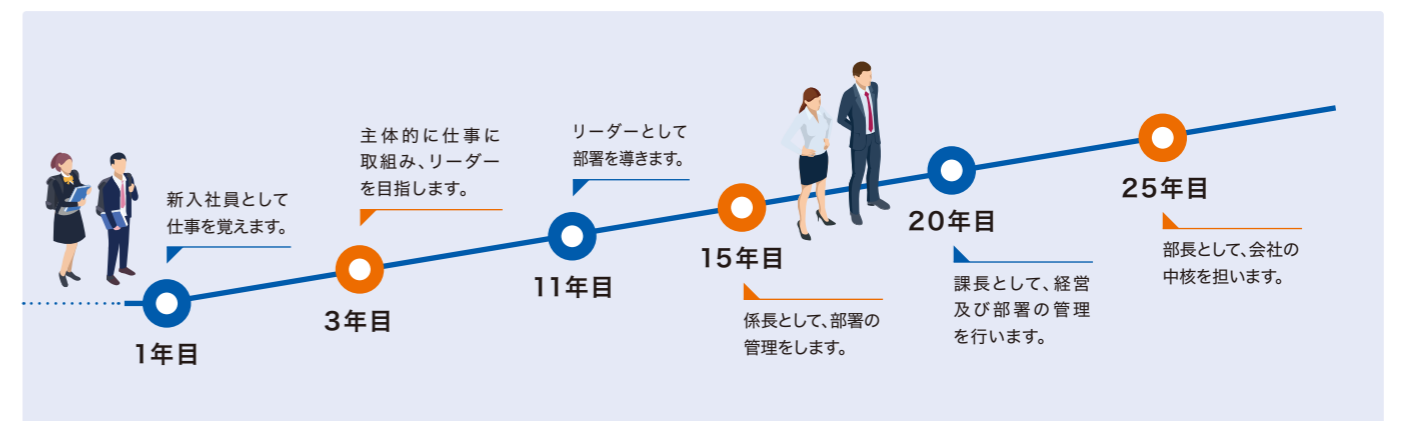 新入社員として
仕事を覚えます。
1年目
主体的に仕事に
取組み、リーダー
を目指します。
3年目
リーダーとして
部署を導きます。
11年目
15年目
係長として、部署の
管理をします。
20年目
課長として、経営
及び部署の管理
を行います。
25年目
部長として、会社の
中核を担います。